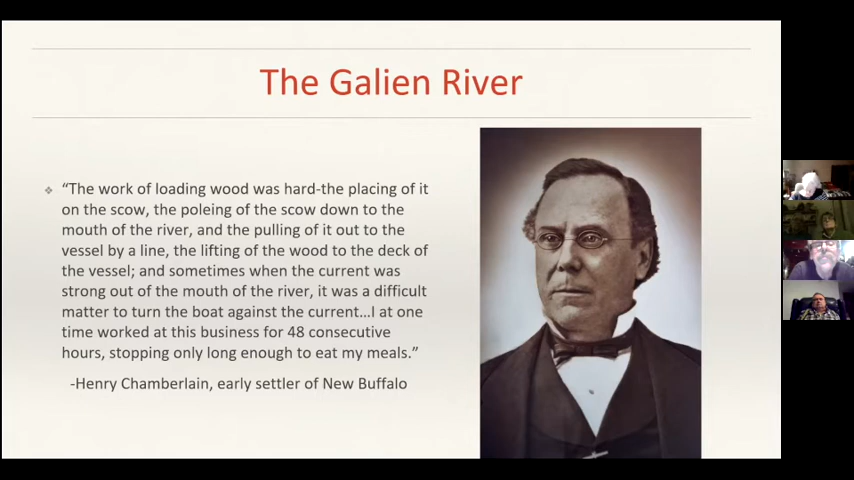 The Galien River
❖ “The work of loading wood was hard-the placing of it
on the scow, the poleing of the scow down to the
mouth of the river, and the pulling of it out to the
vessel by a line, the lifting of the wood to the deck of
the vessel; and sometimes when the current was
strong out of the mouth of the river, it was a difficult
matter to turn the boat against the current…I at one
time worked at this business for 48 consecutive
hours, stopping only long enough to eat my meals.”
-Henry Chamberlain, early settler of New Buffalo